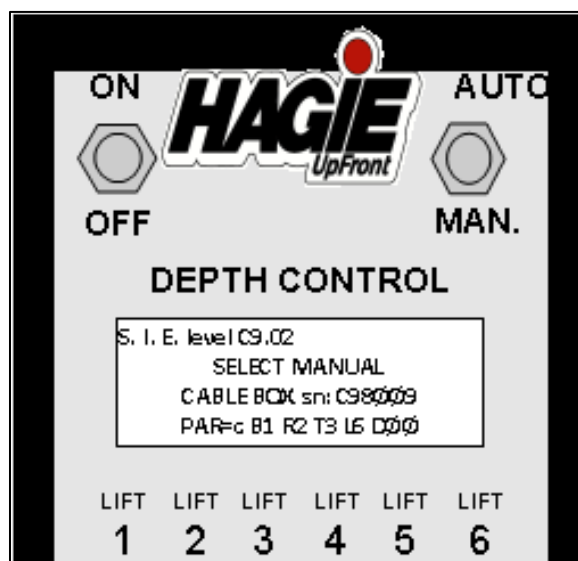 ON
HAGIE
AUTO
UpFront
OFF
MAN.
DEPTH CONTROL
S. I. E. level C9.02
SELECT MANUAL
CABLE BOX sn: C98ØØ9
PAR=c B1 R2 T3 L6 DØØ
LIFT LIFT LIFT LIFT LIFT LIFT
1 2 3 4 5 6